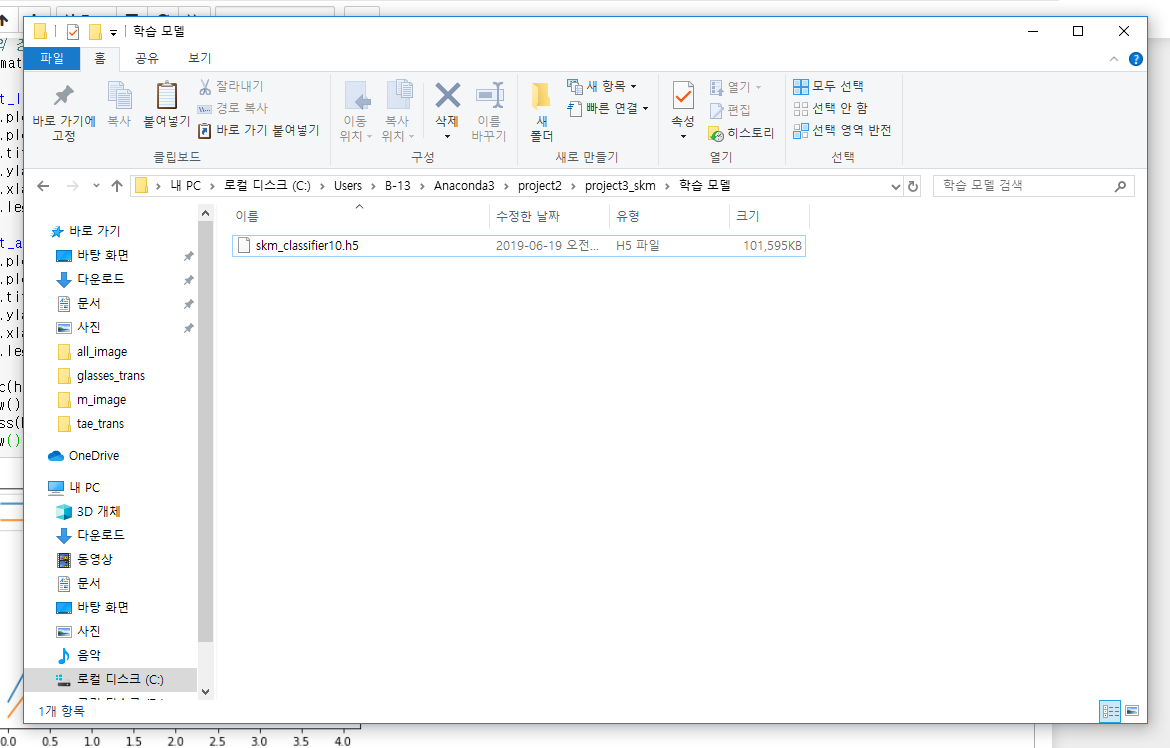 학습 모델
파일 홈 공유 보기
바로 가기에 고정
복사
붙여넣기
잘라내기
경로 복사
바로 가기 붙여넣기
클립보드
이동 위치
복사 위치
삭제
이름 바꾸기
구성
새 폴더
새 항목
빠른 연결
새로 만들기
속성
열기
편집
히스토리
열기
모두 선택
선택 안 함
선택 영역 반전
선택
내 PC > 로컬 디스크 (C:) > Users > B-13 > Anaconda3 > project2 > project3_skm > 학습 모델
학습 모델 검색
이름 수정한 날짜 유형 크기
skm_classifier10.h5 2019-06-19 오전... H5 파일 101,595KB
바로 가기
바탕 화면
다운로드
문서
사진
all_image
glasses_trans
m_image
tae_trans
OneDrive
내 PC
3D 개체
다운로드
동영상
문서
바탕 화면
사진
음악
로컬 디스크 (C:)
1개 항목
0.0 0.5 1.0 1.5 2.0 2.5 3.0 3.5 4.0